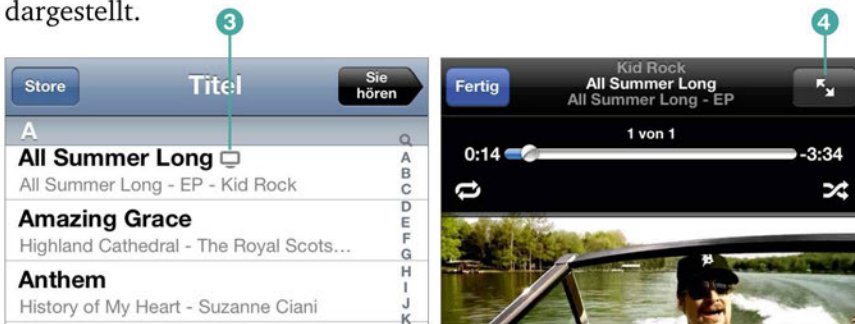 dargestellt.
3
4
Store
Titel
Sie
hören
A
All Summer Long
All Summer Long - EP - Kid Rock
Amazing Grace
Highland Cathedral - The Royal Scots…
Anthem
History of My Heart - Suzanne Ciani
A
B
C
D
E
F
G
H
I
J
K
Fertig
Kid Rock
All Summer Long
All Summer Long - EP
1 von 1
0:14
-3:34